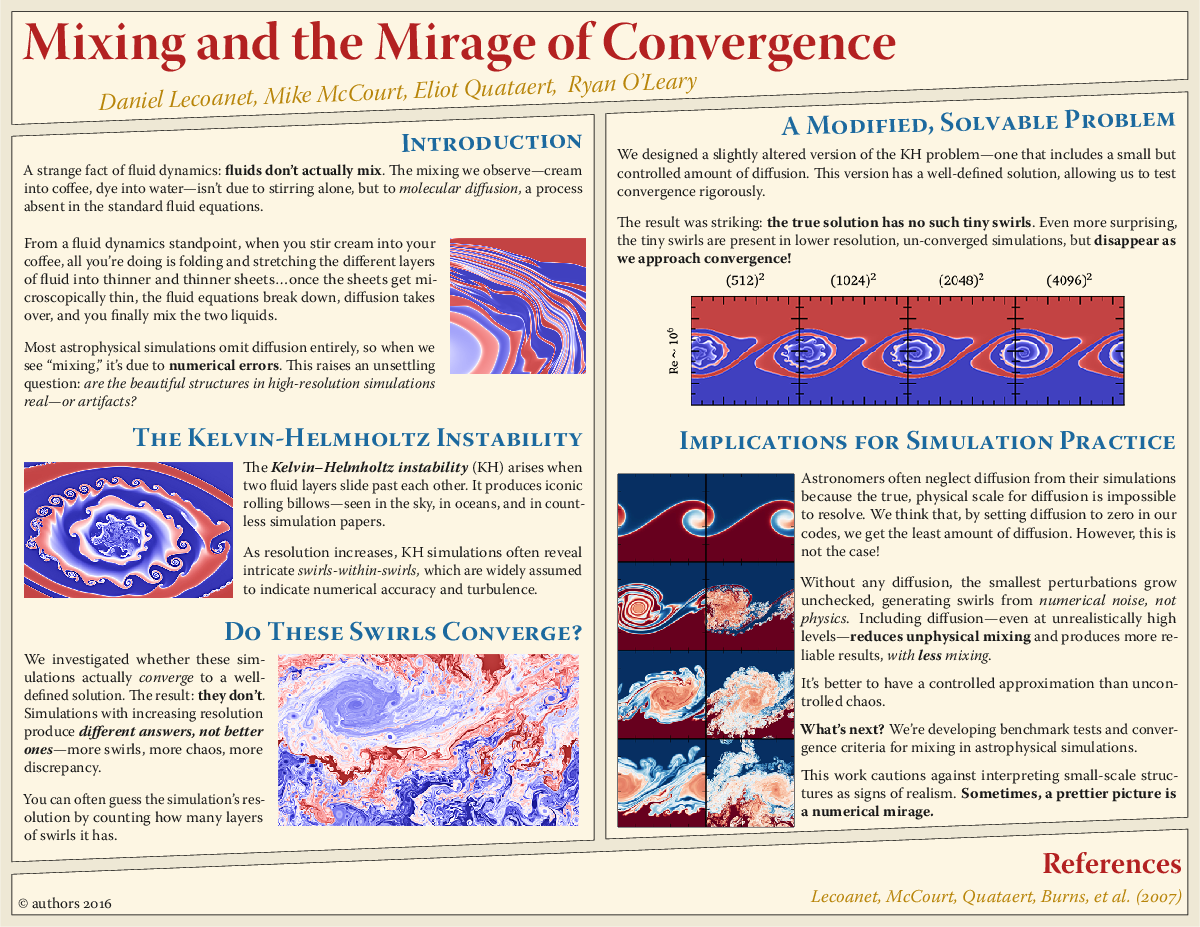 Mixing and the Mirage of Convergence
Daniel Lecoanet, Mike McCourt, Eliot Quataert, Ryan O'Leary
Introduction
A strange fact of fluid dynamics: fluids don't actually mix. The mixing we observe—cream
into coffee, dye into water—isn't due to stirring alone, but to molecular diffusion, a process
absent in the standard fluid equations.
From a fluid dynamics standpoint, when you stir cream into your
coffee, all you're doing is folding and stretching the different layers
of fluid into thinner and thinner sheets...once the sheets get mi-
croscopically thin, the fluid equations break down, diffusion takes
over, and you finally mix the two liquids.
Most astrophysical simulations omit diffusion entirely, so when we
see “mixing,” it's due to numerical errors. This raises an unsettling
question: are the beautiful structures in high-resolution simulations
real—or artifacts?
The Kelvin-Helmholtz Instability
The Kelvin–Helmholtz instability (KH) arises when
two fluid layers slide past each other. It produces iconic
rolling billows—seen in the sky, in oceans, and in count-
less simulation papers.
As resolution increases, KH simulations often reveal
intricate swirls-within-swirls, which are widely assumed
to indicate numerical accuracy and turbulence.
Do These Swirls Converge?
We investigated whether these sim-
ulations actually converge to a well-
defined solution. The result: they don't.
Simulations with increasing resolution
produce different answers, not better
ones—more swirls, more chaos, more
discrepancy.
You can often guess the simulation's res-
olution by counting how many layers
of swirls it has.
A Modified, Solvable Problem
We designed a slightly altered version of the KH problem—one that includes a small but
controlled amount of diffusion. This version has a well-defined solution, allowing us to test
convergence rigorously.
The result was striking: the true solution has no such tiny swirls. Even more surprising,
the tiny swirls are present in lower resolution, un-converged simulations, but disappear as
we approach convergence!
(512)² (1024)² (2048)² (4096)²
Re ~ 10⁶
Implications for Simulation Practice
Astronomers often neglect diffusion from their simulations
because the true, physical scale for diffusion is impossible
to resolve. We think that, by setting diffusion to zero in our
codes, we get the least amount of diffusion. However, this is
not the case!
Without any diffusion, the smallest perturbations grow
unchecked, generating swirls from numerical noise, not
physics. Including diffusion—even at unrealistically high
levels—reduces unphysical mixing and produces more re-
liable results, with less mixing.
It's better to have a controlled approximation than uncon-
trolled chaos.
What's next? We're developing benchmark tests and conver-
gence criteria for mixing in astrophysical simulations.
This work cautions against interpreting small-scale struc-
tures as signs of realism. Sometimes, a prettier picture is
a numerical mirage.
References
Lecoanet, McCourt, Quataert, Burns, et al. (2007)
© authors 2016